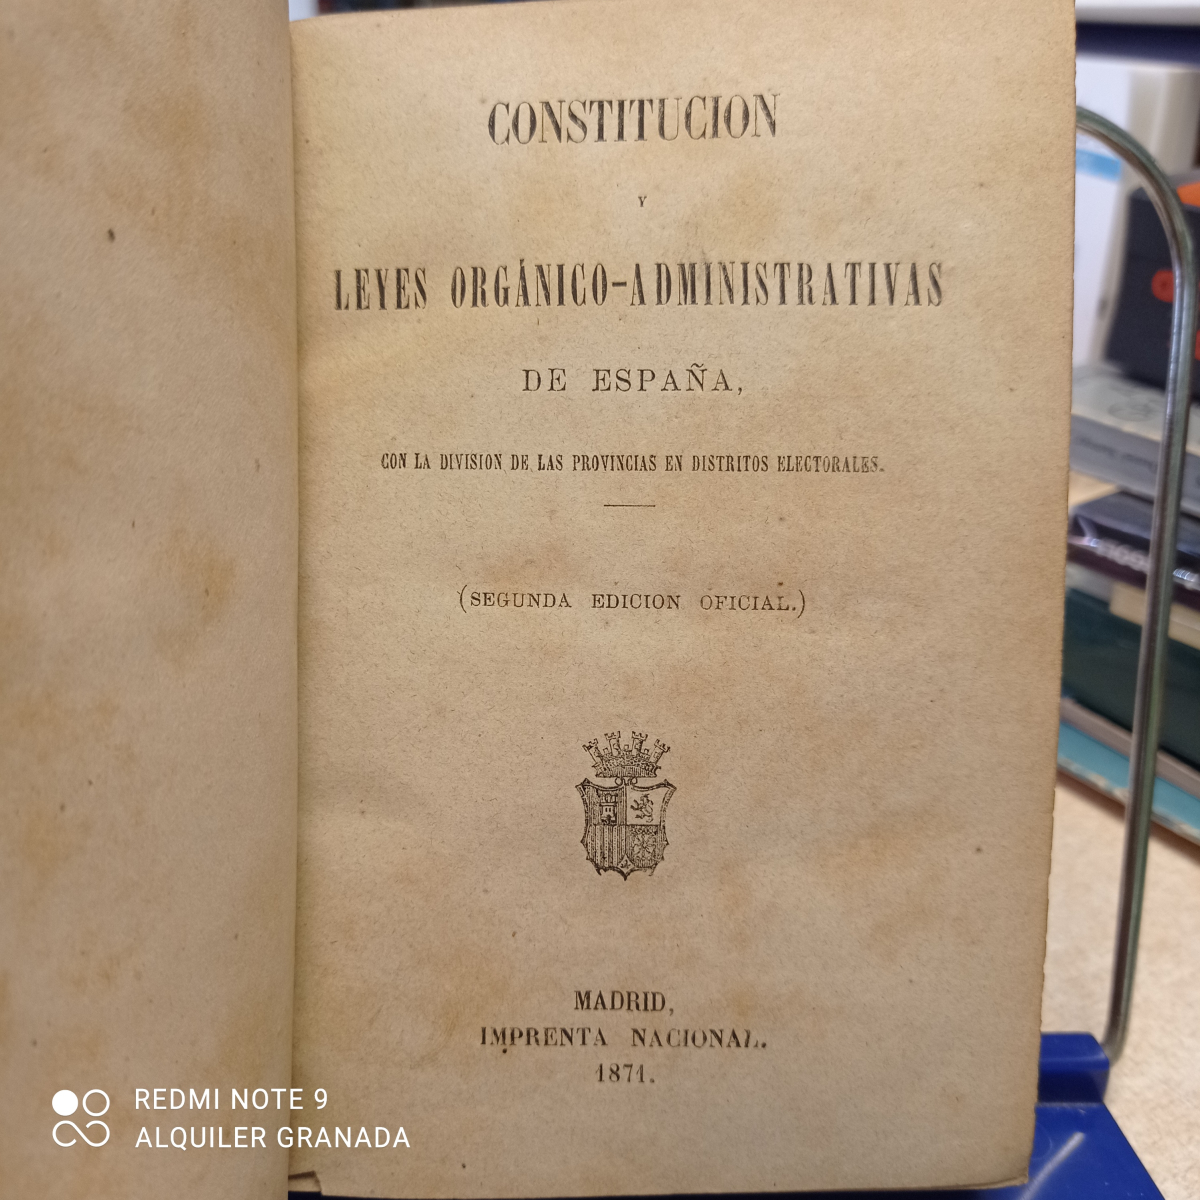 CONSTITUCION
Y
LEYES ORGÁNICO-ADMINISTRATIVAS
DE ESPAÑA,
CON LA DIVISION DE LAS PROVINCIAS EN DISTRITOS ELECTORALES.
(SEGUNDA EDICION OFICIAL.)
MADRID,
IMPRENTA NACIONAL.
1871.
REDMI NOTE 9
ALQUILER GRANADA